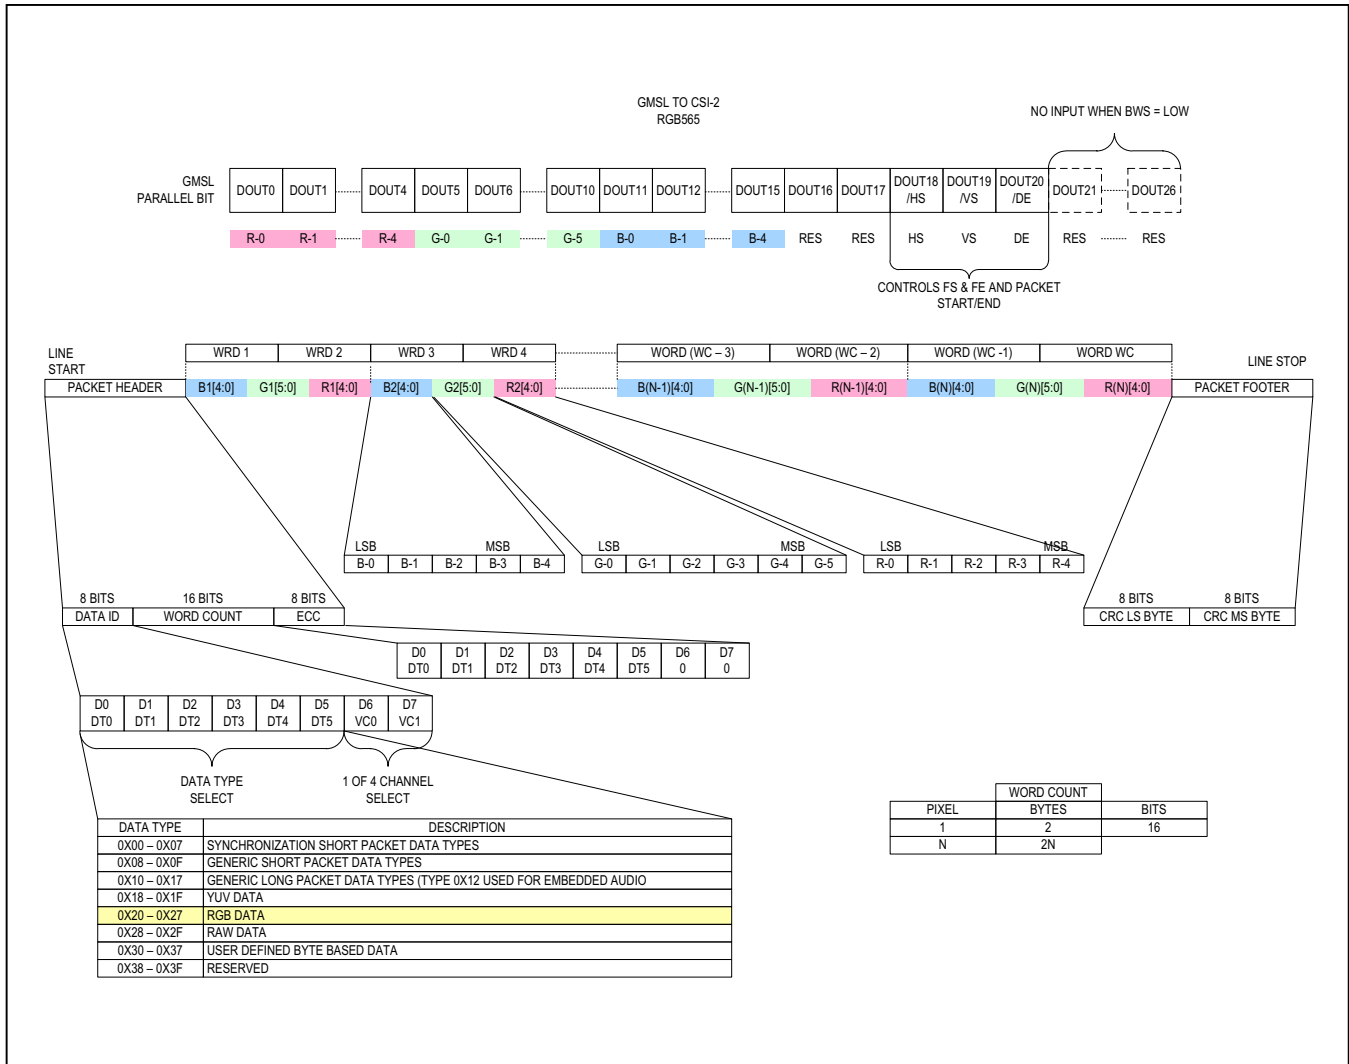 GMSL TO CSI-2
RGB565
NO INPUT WHEN BWS = LOW
GMSL
PARALLEL BIT
DOUT0 DOUT1 DOUT4 DOUT5 DOUT6 DOUT10 DOUT11 DOUT12 DOUT15 DOUT16 DOUT17 DOUT18 /HS DOUT19 /VS DOUT20 /DE DOUT21 DOUT26
R-0 R-1 R-4 G-0 G-1 G-5 B-0 B-1 B-4 RES RES HS VS DE RES RES
CONTROLS FS & FE AND PACKET
START/END
LINE
START
WRD 1 WRD 2 WRD 3 WRD 4 WORD (WC – 3) WORD (WC – 2) WORD (WC -1) WORD WC
LINE STOP
PACKET HEADER B1[4:0] G1[5:0] R1[4:0] B2[4:0] G2[5:0] R2[4:0] B(N-1)[4:0] G(N-1)[5:0] R(N-1)[4:0] B(N)[4:0] G(N)[5:0] R(N)[4:0] PACKET FOOTER
LSB MSB LSB MSB LSB MSB
B-0 B-1 B-2 B-3 B-4 G-0 G-1 G-2 G-3 G-4 G-5 R-0 R-1 R-2 R-3 R-4
8 BITS 16 BITS 8 BITS 8 BITS 8 BITS
DATA ID WORD COUNT ECC CRC LS BYTE CRC MS BYTE
D0 D1 D2 D3 D4 D5 D6 D7
DT0 DT1 DT2 DT3 DT4 DT5 0 0
D0 D1 D2 D3 D4 D5 D6 D7
DT0 DT1 DT2 DT3 DT4 DT5 VC0 VC1
DATA TYPE
SELECT
1 OF 4 CHANNEL
SELECT
WORD COUNT
PIXEL BYTES BITS
1 2 16
N 2N
DATA TYPE DESCRIPTION
0X00 – 0X07 SYNCHRONIZATION SHORT PACKET DATA TYPES
0X08 – 0X0F GENERIC SHORT PACKET DATA TYPES
0X10 – 0X17 GENERIC LONG PACKET DATA TYPES (TYPE 0X12 USED FOR EMBEDDED AUDIO
0X18 – 0X1F YUV DATA
0X20 – 0X27 RGB DATA
0X28 – 0X2F RAW DATA
0X30 – 0X37 USER DEFINED BYTE BASED DATA
0X38 – 0X3F RESERVED